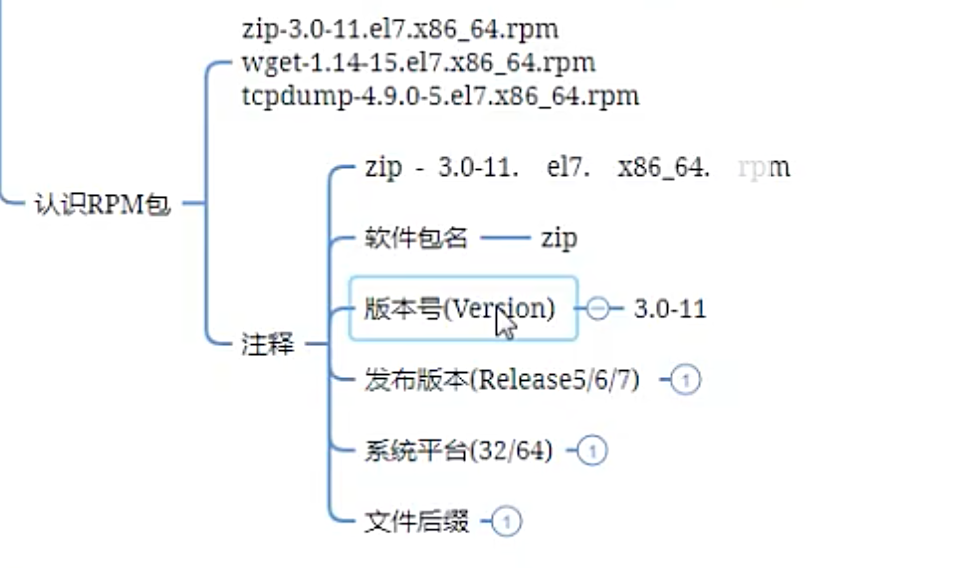 zip-3.0-11.el7.x86_64.rpm
wget-1.14-15.el7.x86_64.rpm
tcpdump-4.9.0-5.el7.x86_64.rpm
认识RPM包
注释
zip - 3.0-11. el7. x86_64. rpm
软件包名 zip
版本号(Version) 3.0-11
发布版本(Release5/6/7) 1
系统平台(32/64) 1
文件后缀 1